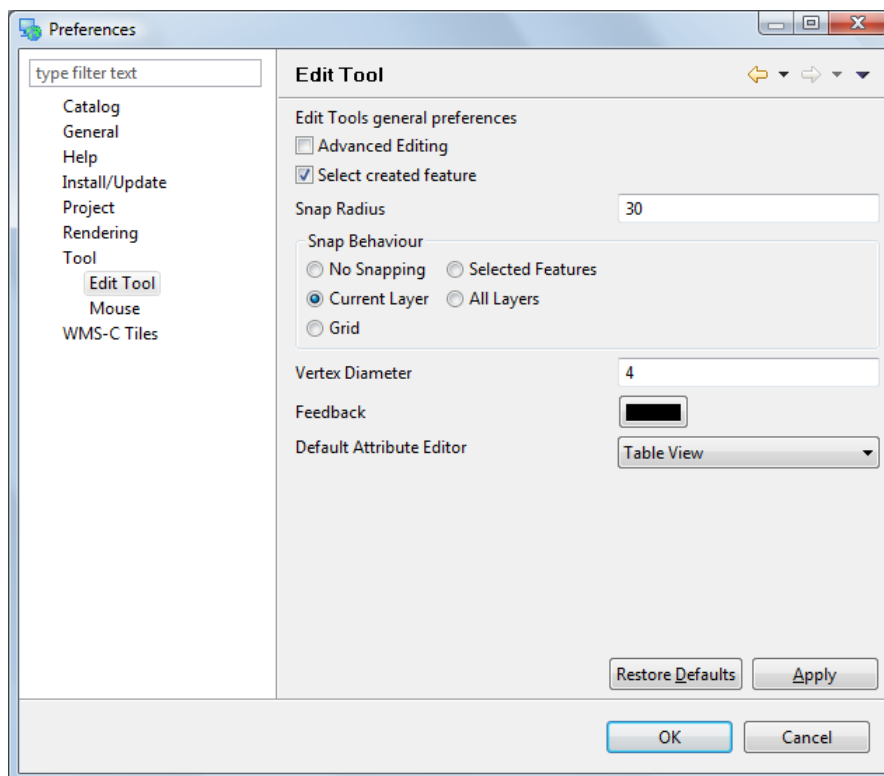 Preferences
type filter text
Catalog
General
Help
Install/Update
Project
Rendering
Tool
Edit Tool
Mouse
WMS-C Tiles
Edit Tool
Edit Tools general preferences
Advanced Editing
Select created feature
Snap Radius 30
Snap Behaviour
No Snapping Selected Features
Current Layer All Layers
Grid
Vertex Diameter 4
Feedback
Default Attribute Editor Table View
Restore Defaults Apply
OK Cancel